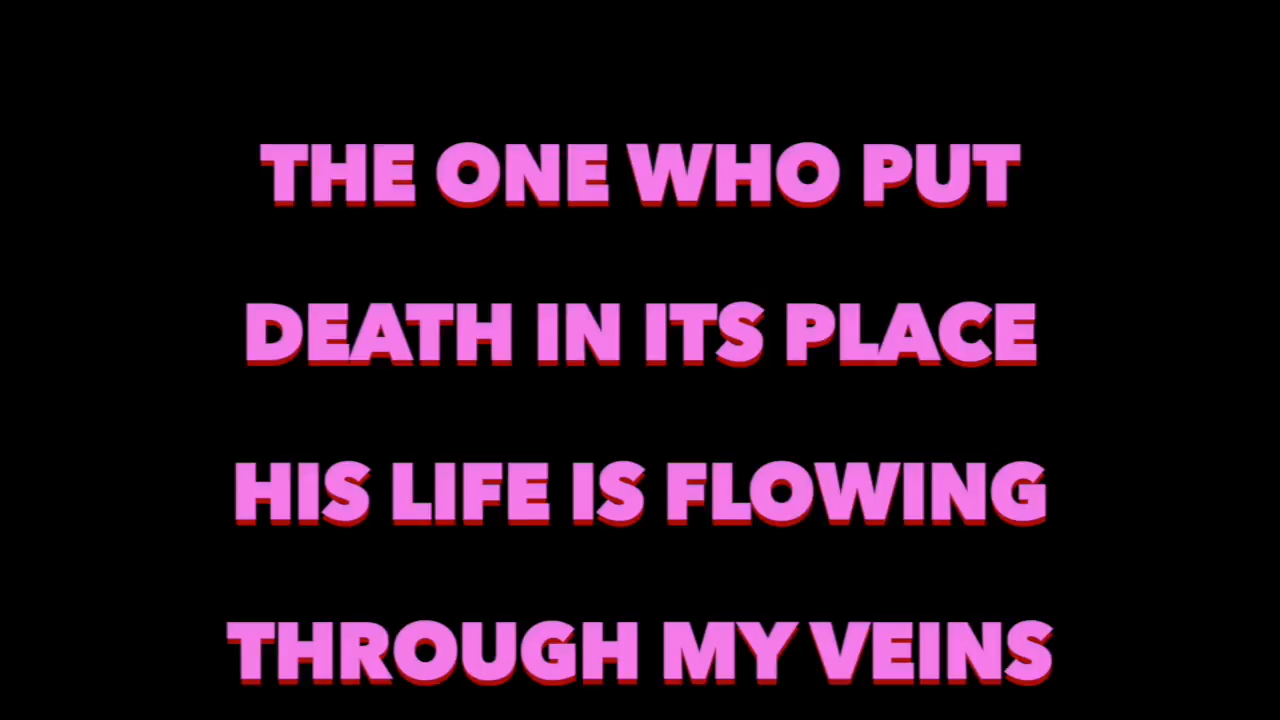 THE ONE WHO PUT
DEATH IN ITS PLACE
HIS LIFE IS FLOWING
THROUGH MY VEINS